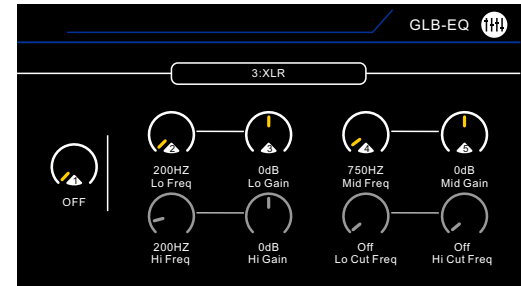 GLB-EQ
3:XLR
2 3 4 5
1
200HZ 0dB 750HZ 0dB
Lo Freq Lo Gain Mid Freq Mid Gain
OFF
200HZ 0dB Off Off
Hi Freq Hi Gain Lo Cut Freq Hi Cut Freq